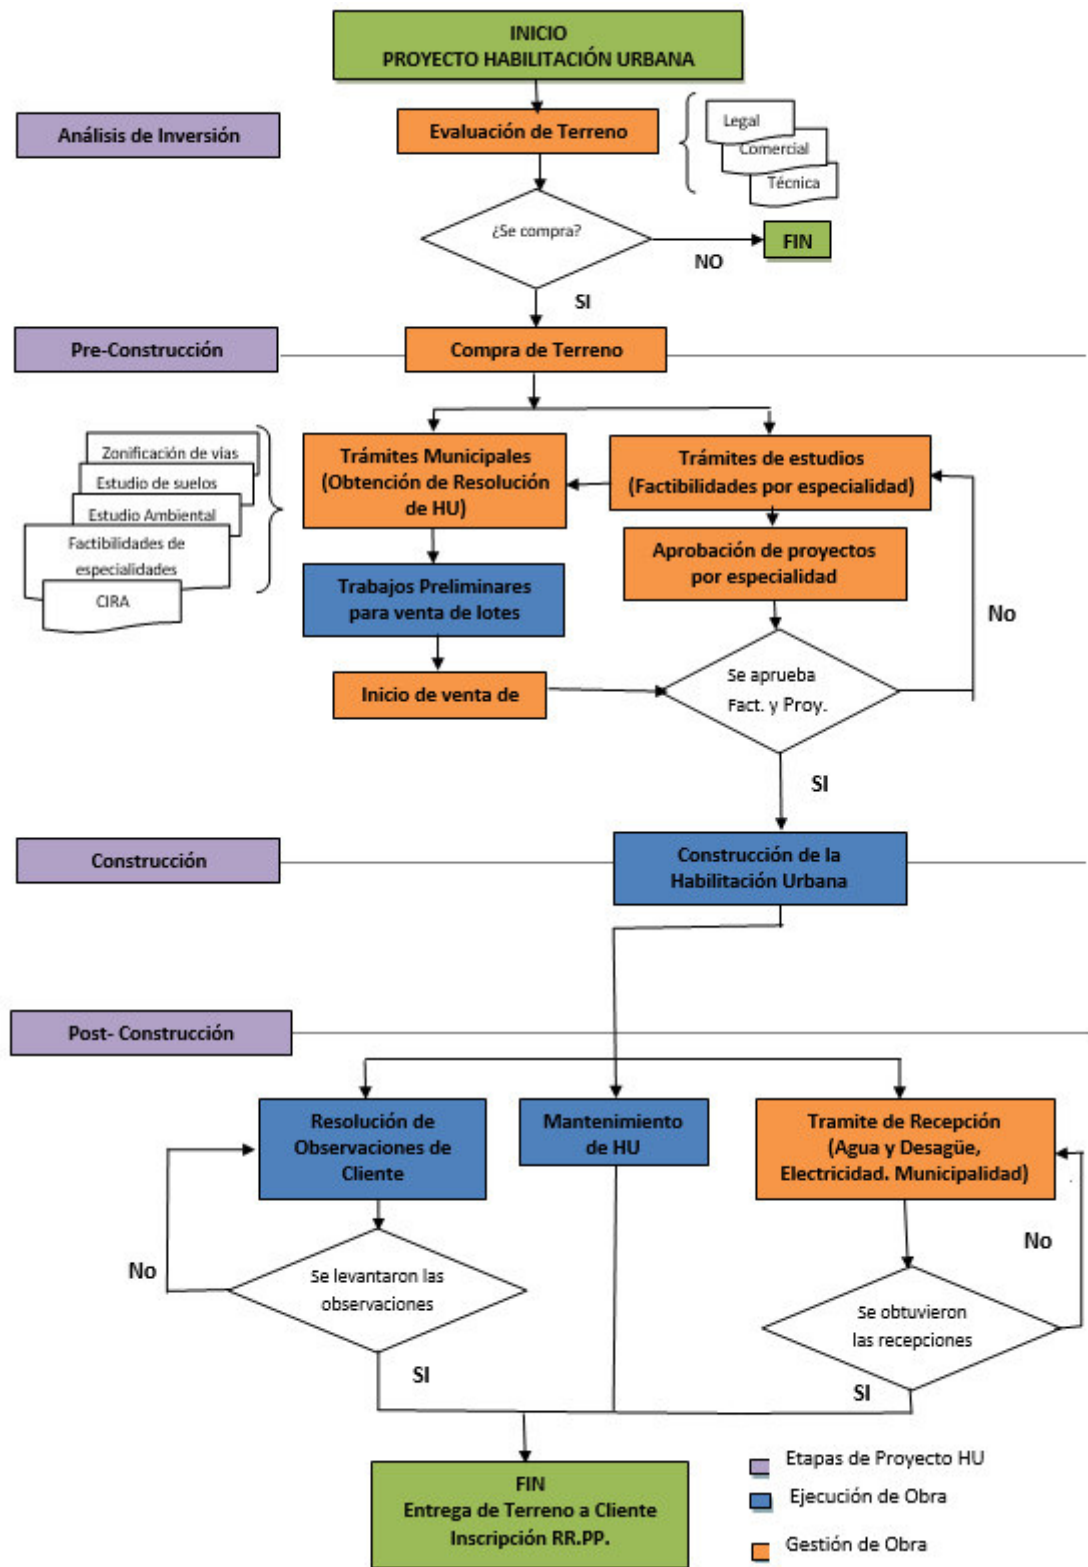 INICIO
PROYECTO HABILITACIÓN URBANA
Análisis de Inversión
Evaluación de Terreno
Legal
Comercial
Técnica
¿Se compra?
NO
FIN
SI
Pre-Construcción
Compra de Terreno
Zonificación de vías
Estudio de suelos
Estudio Ambiental
Factibilidades de
especialidades
CIRA
Trámites Municipales
(Obtención de Resolución
de HU)
Trámites de estudios
(Factibilidades por especialidad)
Trabajos Preliminares
para venta de lotes
Aprobación de proyectos
por especialidad
No
Inicio de venta de
Se aprueba
Fact. y Proy.
SI
Construcción
Construcción de la
Habilitación Urbana
Post- Construcción
Resolución de
Observaciones de
Cliente
Mantenimiento
de HU
Tramite de Recepción
(Agua y Desagüe,
Electricidad. Municipalidad)
No
Se levantaron las
observaciones
No
Se obtuvieron
las recepciones
SI
SI
FIN
Entrega de Terreno a Cliente
Inscripción RR.PP.
Etapas de Proyecto HU
Ejecución de Obra
Gestión de Obra